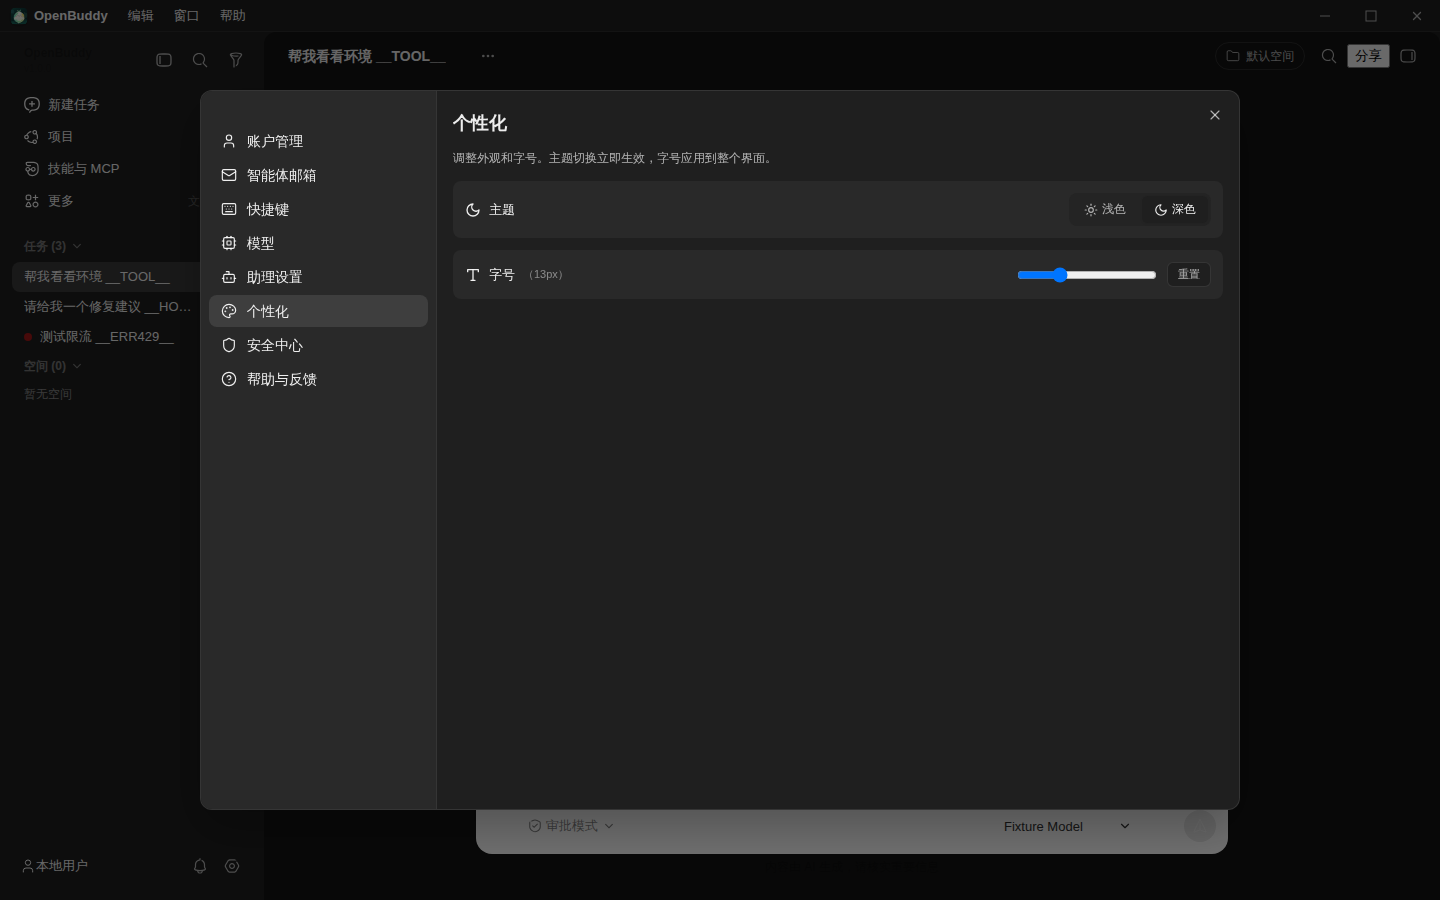 OpenBuddy 编辑 窗口 帮助
帮我看看环境 __TOOL__
默认空间
分享
新建任务
项目
技能与 MCP
更多
文
任务 (3)
帮我看看环境 __TOOL__
请给我一个修复建议 __HO…
测试限流 __ERR429__
空间 (0)
暂无空间
本地用户
账户管理
智能体邮箱
快捷键
模型
助理设置
个性化
安全中心
帮助与反馈
个性化
调整外观和字号。主题切换立即生效，字号应用到整个界面。
主题
浅色
深色
字号 （13px）
重置
审批模式
Fixture Model